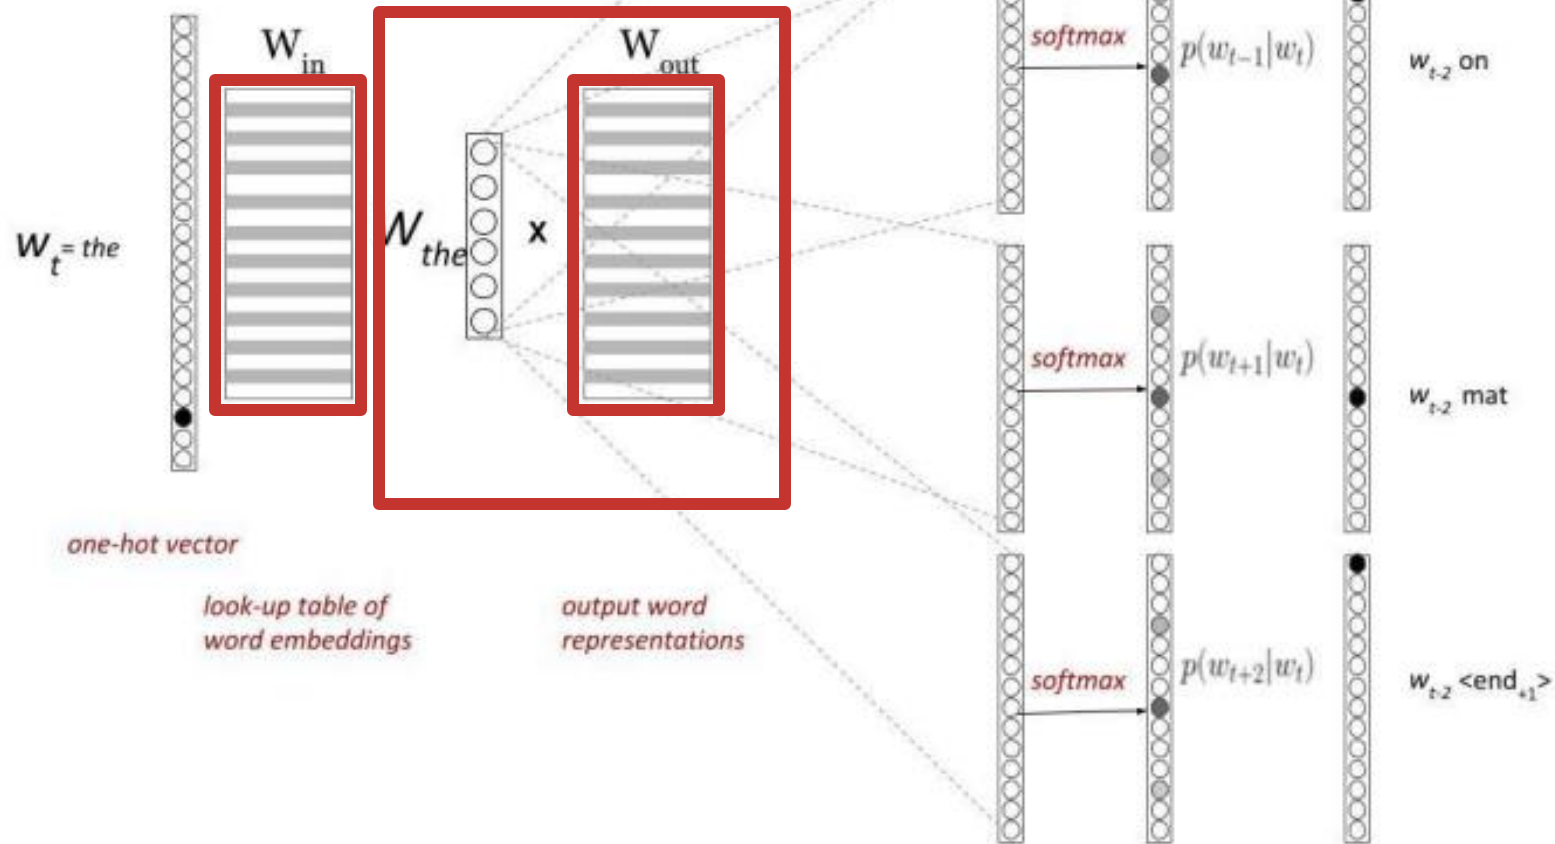 W_in
W_out
softmax
p(w_{t-1}|w_t)
w_{t-2} on
W_t = the
W_the
x
softmax
p(w_{t+1}|w_t)
w_{t-2} mat
one-hot vector
look-up table of
word embeddings
output word
representations
softmax
p(w_{t+2}|w_t)
w_{t-2} <end_{+1}>